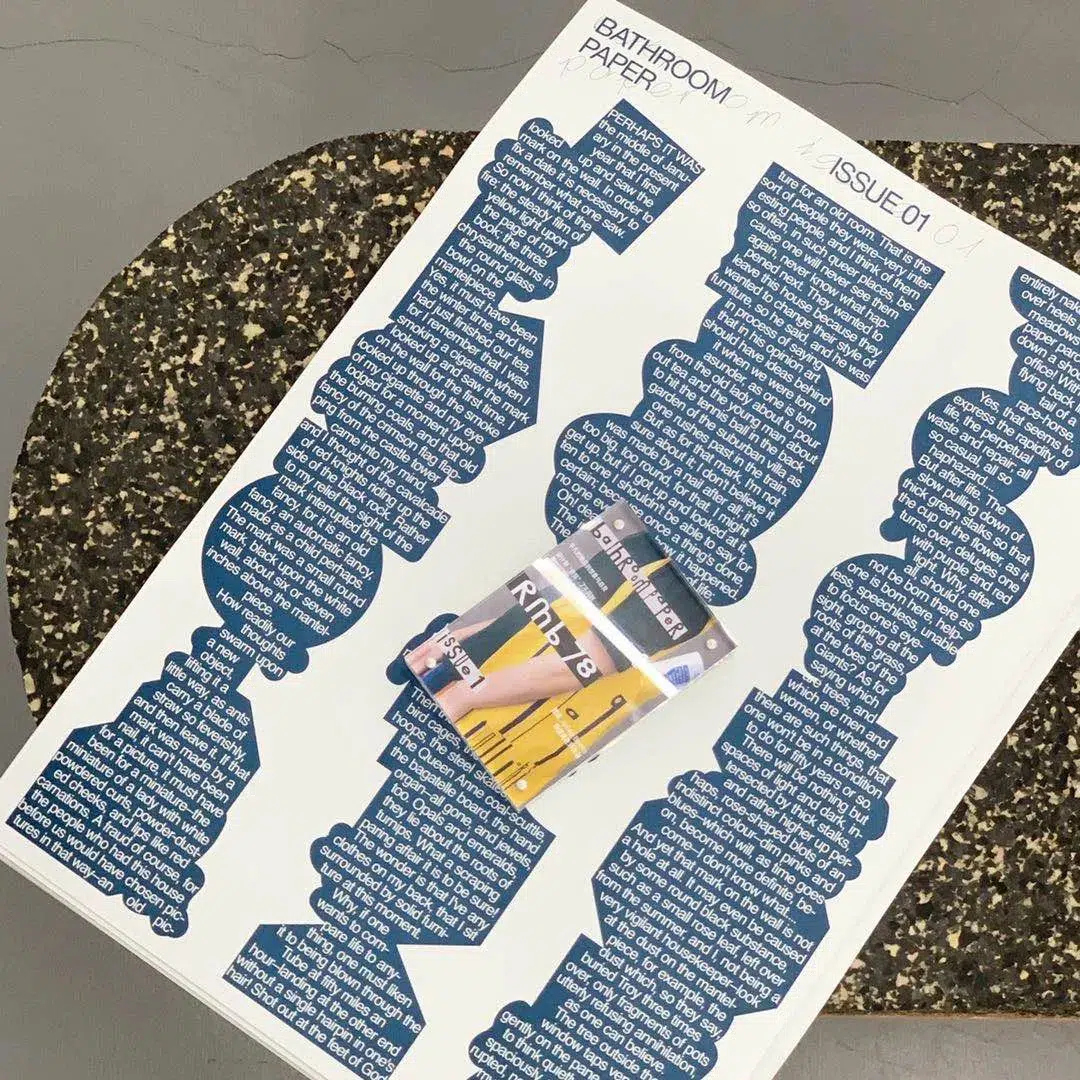 BATHROOM
PAPER
ISSUE 01
01
PERHAPS IT WAS
the middle of Janu-
ary in the present
year that I first
looked up and saw the
mark on the wall. In order to
fix a date it is necessary to
remember what one saw.
So now I think of the
fire; the steady film of
yellow light upon
the page of my
book; the three
chrysanthemums in
the round glass
bowl on the
mantelpiece.
Yes, it must have been
the winter time, and we
had just finished our tea,
for I remember that I was
smoking a cigarette when I
looked up and saw the mark
on the wall for the first time. I
looked up through the smoke
of my cigarette and my eye
lodged for a moment upon
the burning coals, and that old
fancy of the crimson flag flap-
ping from the castle tower
came into my mind,
and I thought of the cavalcade
of red knights riding up the
side of the black rock. Rather
to my relief the sight of the
mark interrupted the
fancy, for it is an old
fancy, an automatic fancy,
made as a child perhaps.
The mark was a small round
mark, black upon the white
wall, about six or seven
inches above the mantel-
piece.
How readily our
thoughts
swarm upon
a new
object,
lifting it a
little way, as ants
carry a blade of
straw so feverishly,
and then leave it.... If that
mark was made by a
nail, it can't have
been for a picture, it must have
been for a miniature—the
miniature of a lady with white
powdered curls, powder-dust-
ed cheeks, and lips like red
carnations. A fraud of course, for
the people who had this house
before us would have chosen pic-
tures in that way—an old pic-
ture for an old room. That is the
sort of people they were—very inter-
esting people, and I think of them
so often, in such queer places, be-
cause one will never see them
again, never know what hap-
pened next. They wanted to
leave this house because they
wanted to change their style of
furniture, so he said, and he was
in process of saying that
in his opinion art
should have ideas behind
it when we were torn
asunder, as one is torn
from the old lady about to pour
out tea and the young man about
to hit the tennis ball in the back
garden of the suburban villa as
one rushes past in the train.
But as for that mark, I'm not
sure about it; I don't believe it
was made by a nail after all; it's
too big, too round, for that. I might
get up, but if I got up and looked at it,
ten to one I shouldn't be able to say for
certain; because once a thing's done,
no one ever knows how it happened.
bathRoomPaPeR
Rmb 78
ISSUe 1
bird cages, the iron
hoops, the steel skates,
the Queen Anne coal-scuttle,
the bagatelle board, the hand
organ—all gone, and jewels,
too. Opals and emeralds,
they lie about the roots of
turnips. What a scraping
paring affair it is to be sure!
The wonder is that I've any
clothes on my back, that I sit
surrounded by solid furni-
ture at this moment.
Why, if one
wants to com-
pare life to any-
thing, one must liken
it to being blown through the
Tube at fifty miles an
hour—landing at the other end
without a single hairpin in one's
hair! Shot out at the feet of God
entirely nak
over heels
meadows
paper parc
down a sho
office! With
flying back
tail of a
Yes, that seems to
express the rapidity of
life, the perpetual
waste and repair; all
so casual, all so
haphazard....
But after life. The
slow pulling down of
thick green stalks so that
the cup of the flower, as it
turns over, deluges one
with purple and red
light. Why, after
all, should one
not be born there as
one is born here, help-
less, speechless, unable
to focus one's eye-
sight, groping at the
roots of the grass,
at the toes of the
Giants? As for
saying which
are trees, and
which are men and
women, or whether
there are such things, that
one won't be in a condition
to do for fifty years or so.
There will be nothing but
spaces of light and dark, in-
tersected by thick stalks,
and rather higher up per-
haps, rose-shaped blots of an
indistinct colour—dim pinks and
blues—which will, as time goes
on, become more definite, be-
come—I don't know what...
And yet that mark on the wall is not
a hole at all. It may even be caused
by some round black substance,
such as a small rose leaf, left over
from the summer, and I, not being a
very vigilant housekeeper—look
at the dust on the mantel-
piece, for example, the
dust which, so they say,
buried Troy three times
over, only fragments of pots
utterly refusing annihilation,
as one can believe.
The tree outside the
window taps very
gently on the pane....
to think quietly,
spaciously
rupted, n